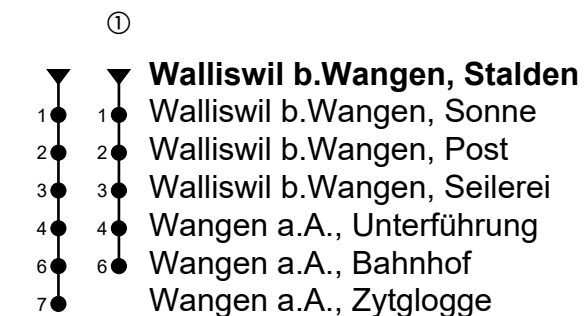 ①
Walliswil b.Wangen, Stalden
1 1 Walliswil b.Wangen, Sonne
2 2 Walliswil b.Wangen, Post
3 3 Walliswil b.Wangen, Seilerei
4 4 Wangen a.A., Unterführung
6 6 Wangen a.A., Bahnhof
7 Wangen a.A., Zytglogge